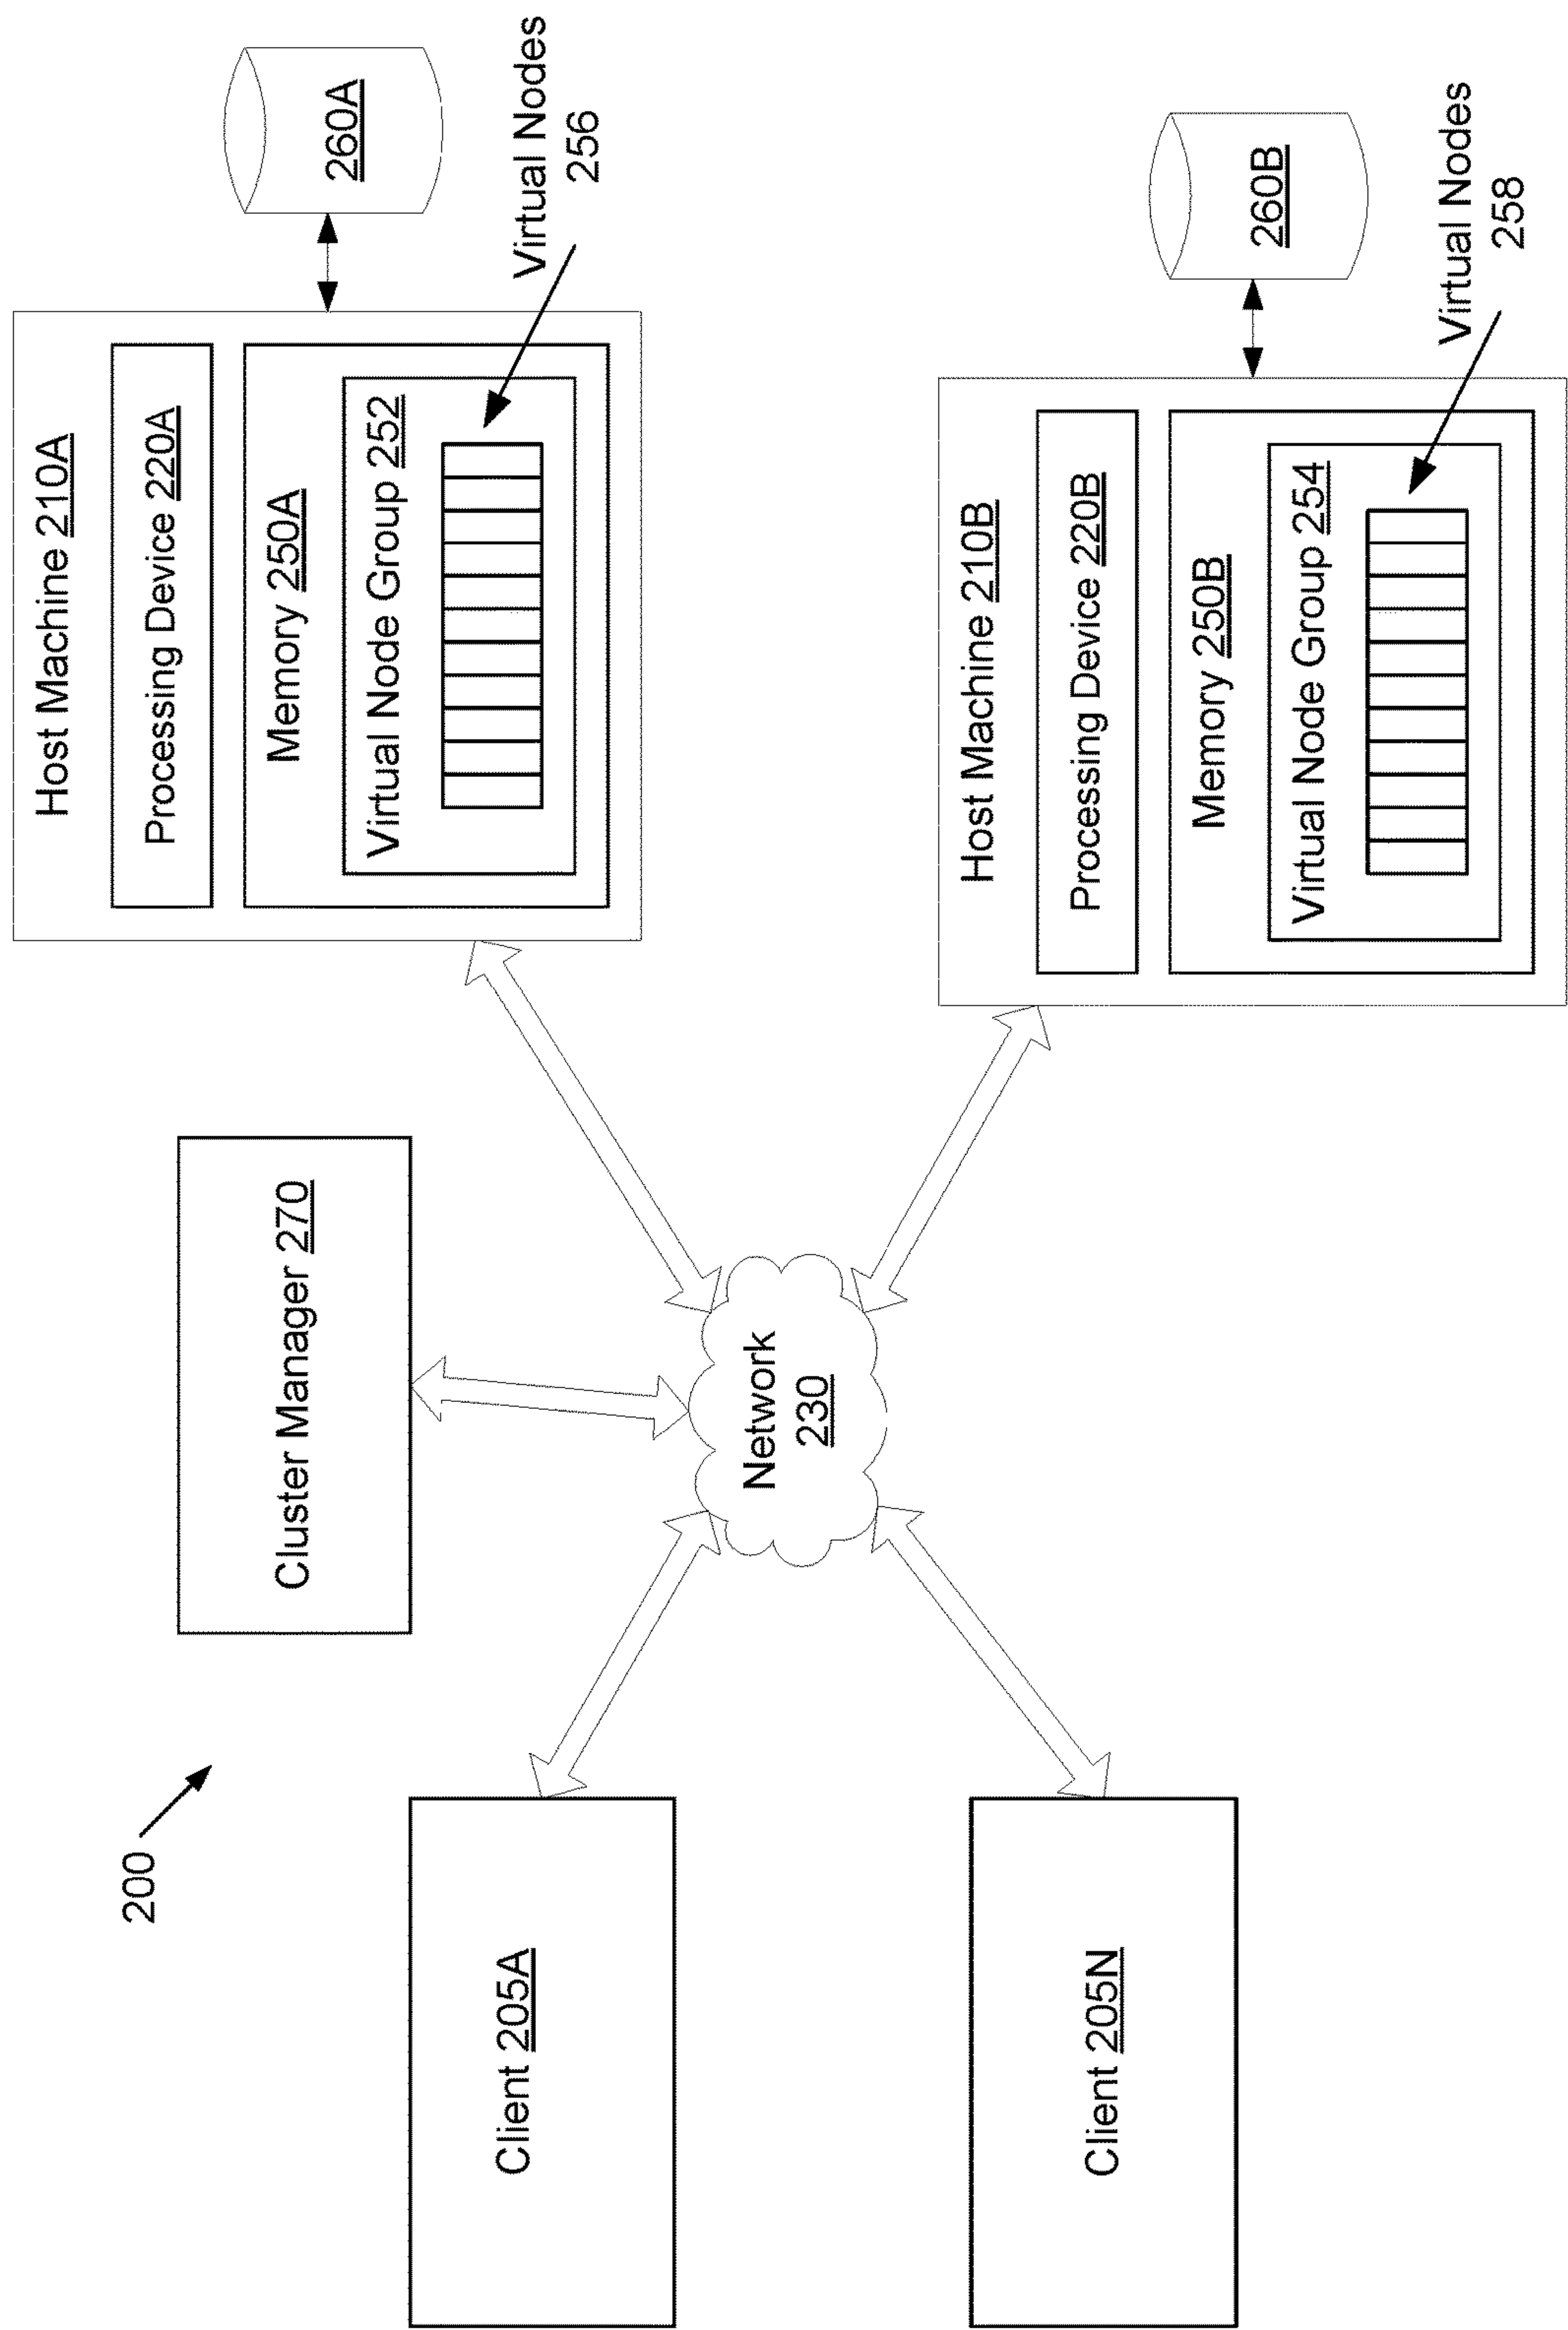 200
Cluster Manager 270
Client 205A
Client 205N
Network
230
Host Machine 210A
Processing Device 220A
Memory 250A
Virtual Node Group 252
260A
Virtual Nodes
256
Host Machine 210B
Processing Device 220B
Memory 250B
Virtual Node Group 254
260B
Virtual Nodes
258